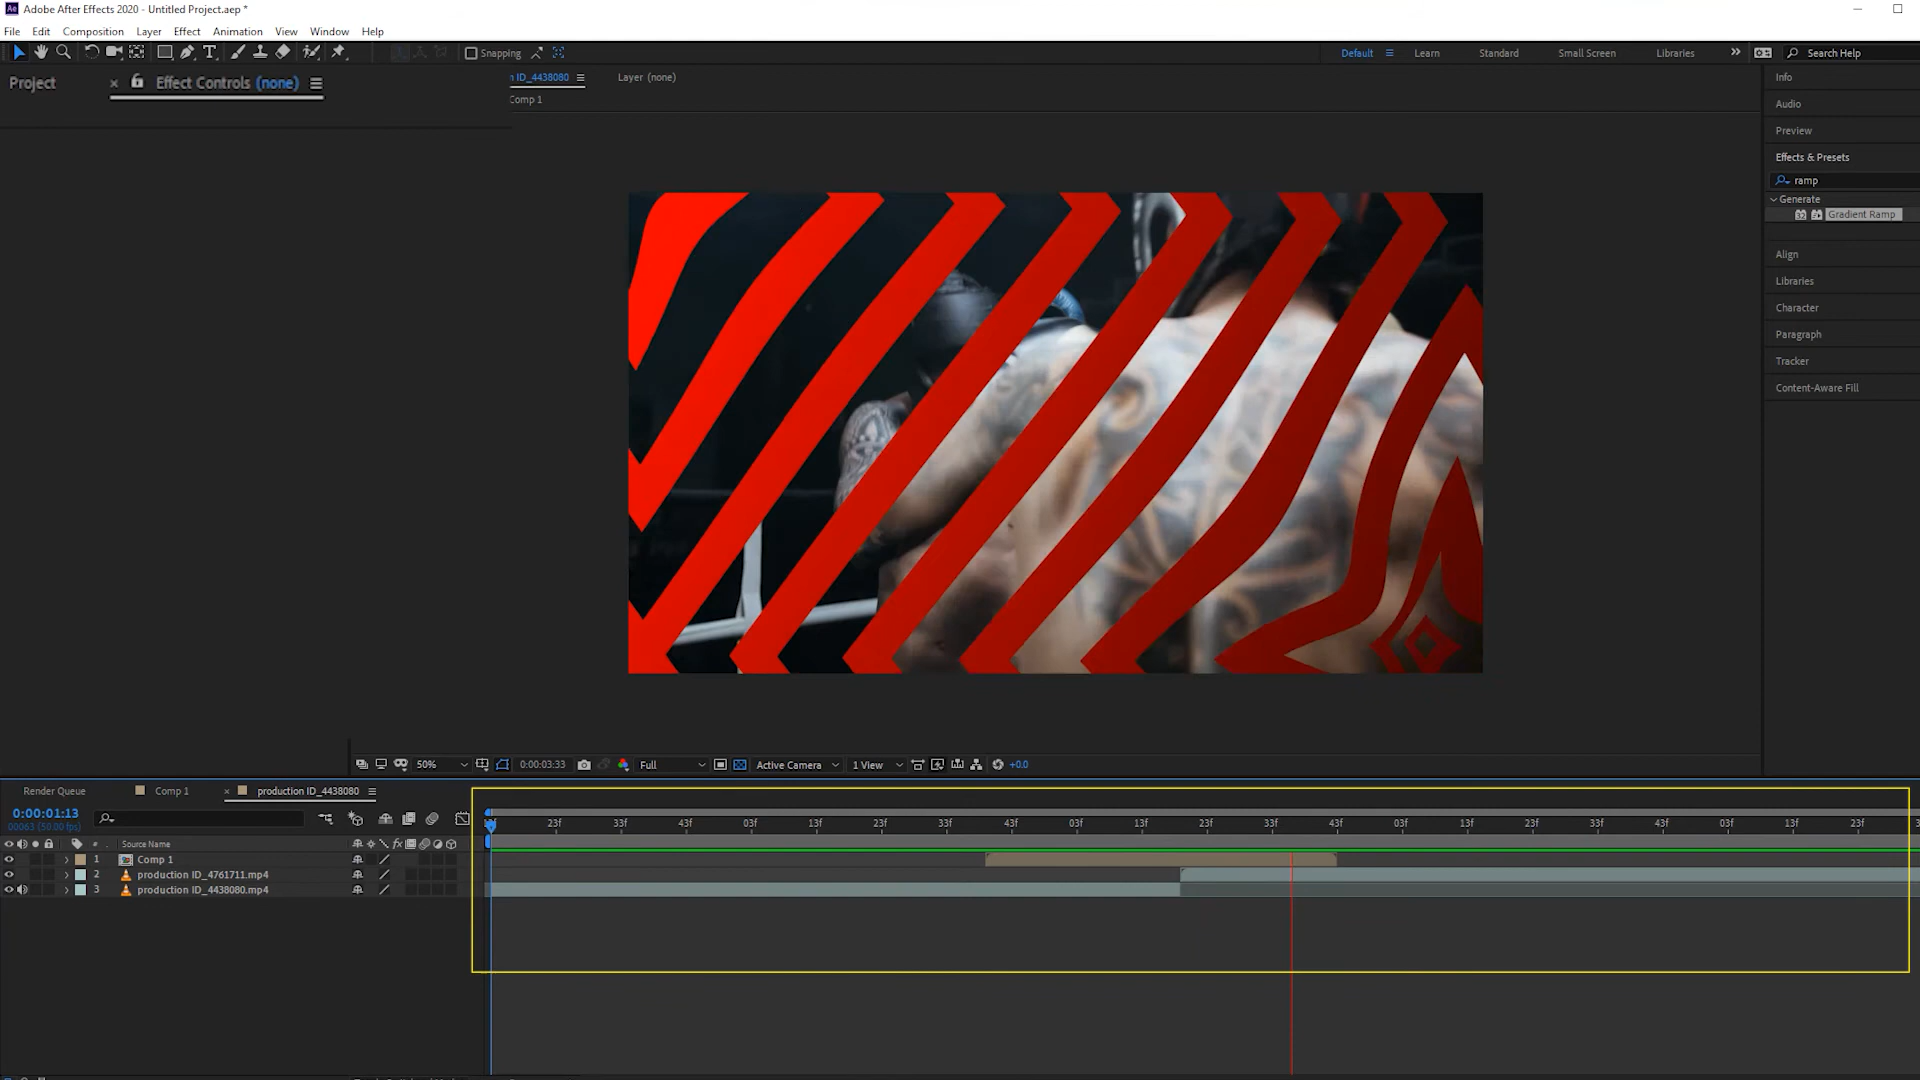 Adobe After Effects 2020 - Untitled Project.aep *
File Edit Composition Layer Effect Animation View Window Help
Snapping Default Learn Standard Small Screen Libraries Search Help
Project Effect Controls (none)
ID_4438080 Layer (none)
Comp 1
Info
Audio
Preview
Effects & Presets
ramp
Generate
Gradient Ramp
Align
Libraries
Character
Paragraph
Tracker
Content-Aware Fill
50% 0:00:03:33 Full Active Camera 1 View +0.0
Render Queue Comp 1 production ID_4438080
0:00:01:13
00063 (50.00 fps)
23f 33f 43f 03f 13f 23f 33f 43f 03f 13f 23f 33f 43f 03f 13f 23f 33f 43f 03f 13f 23f
# Source Name fx
1 Comp 1
2 production ID_4761711.mp4
3 production ID_4438080.mp4